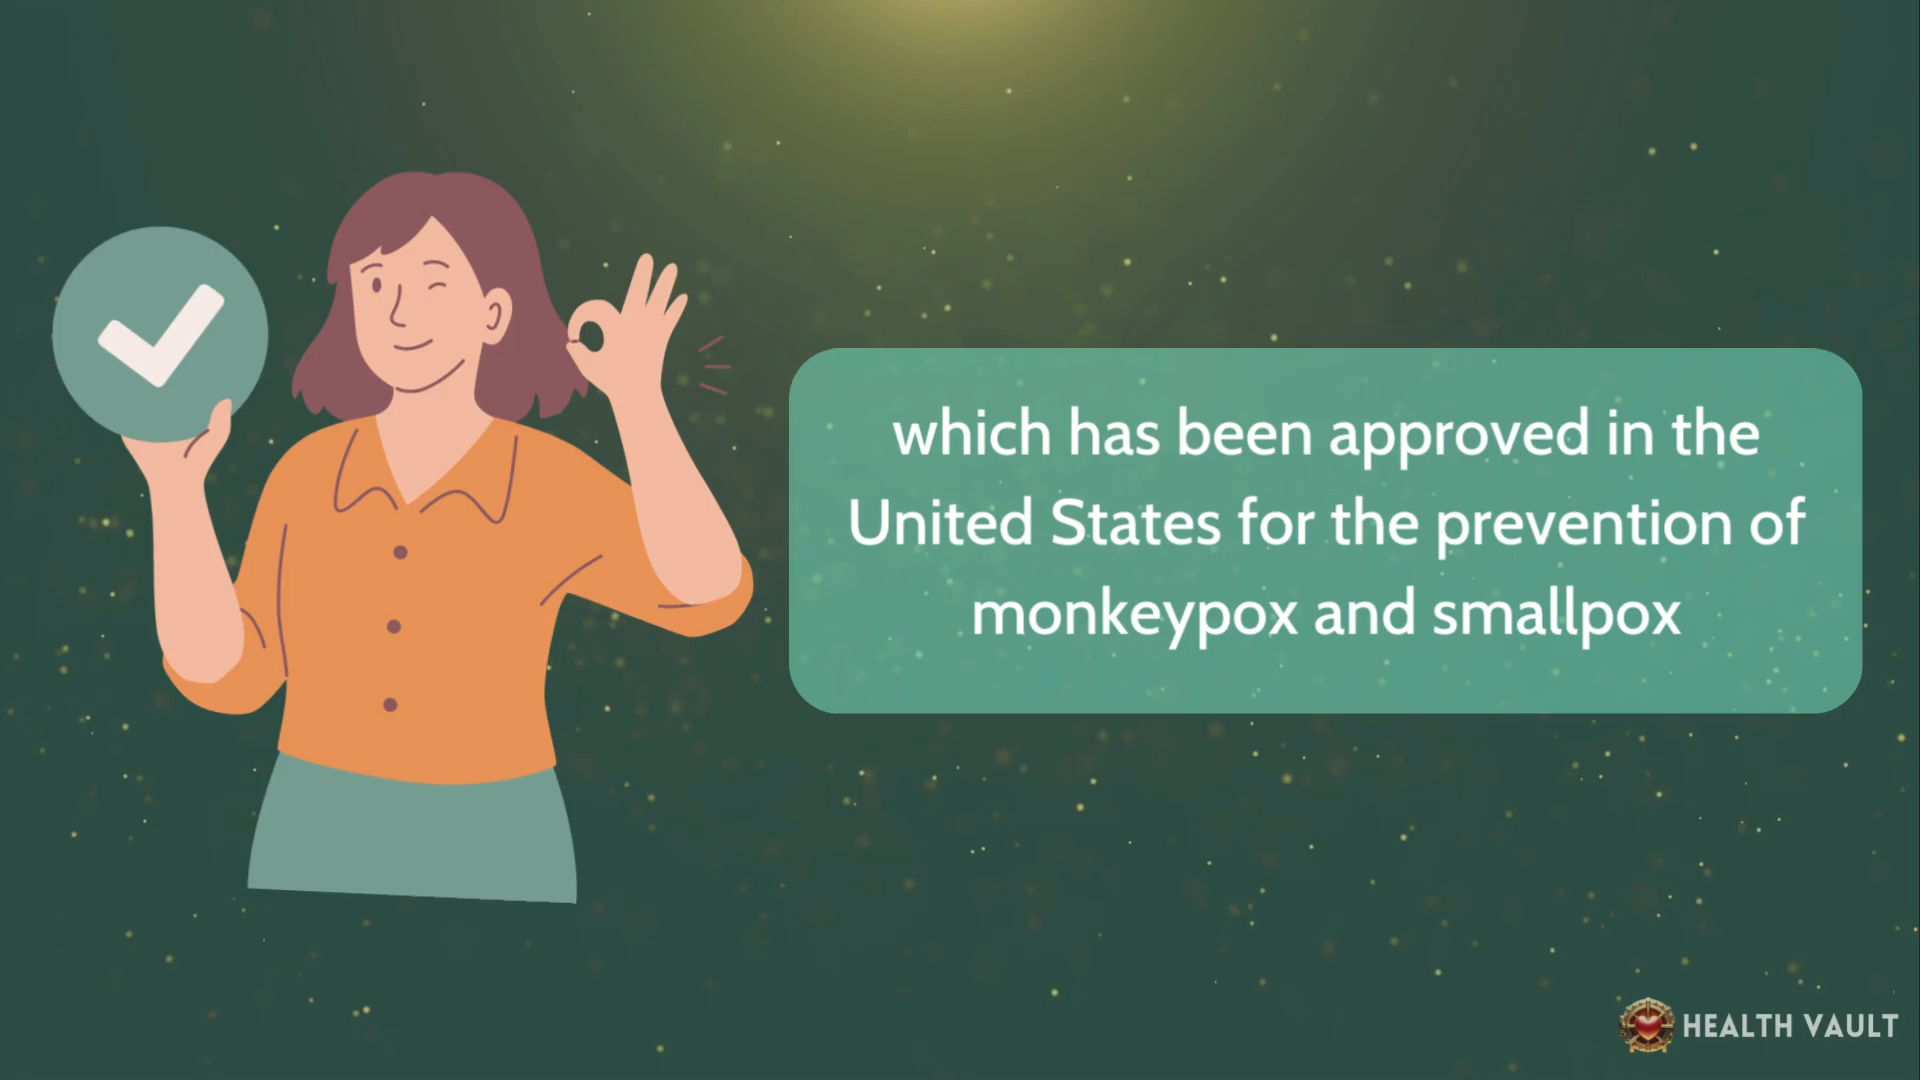 which has been approved in the
United States for the prevention of
monkeypox and smallpox
HEALTH VAULT